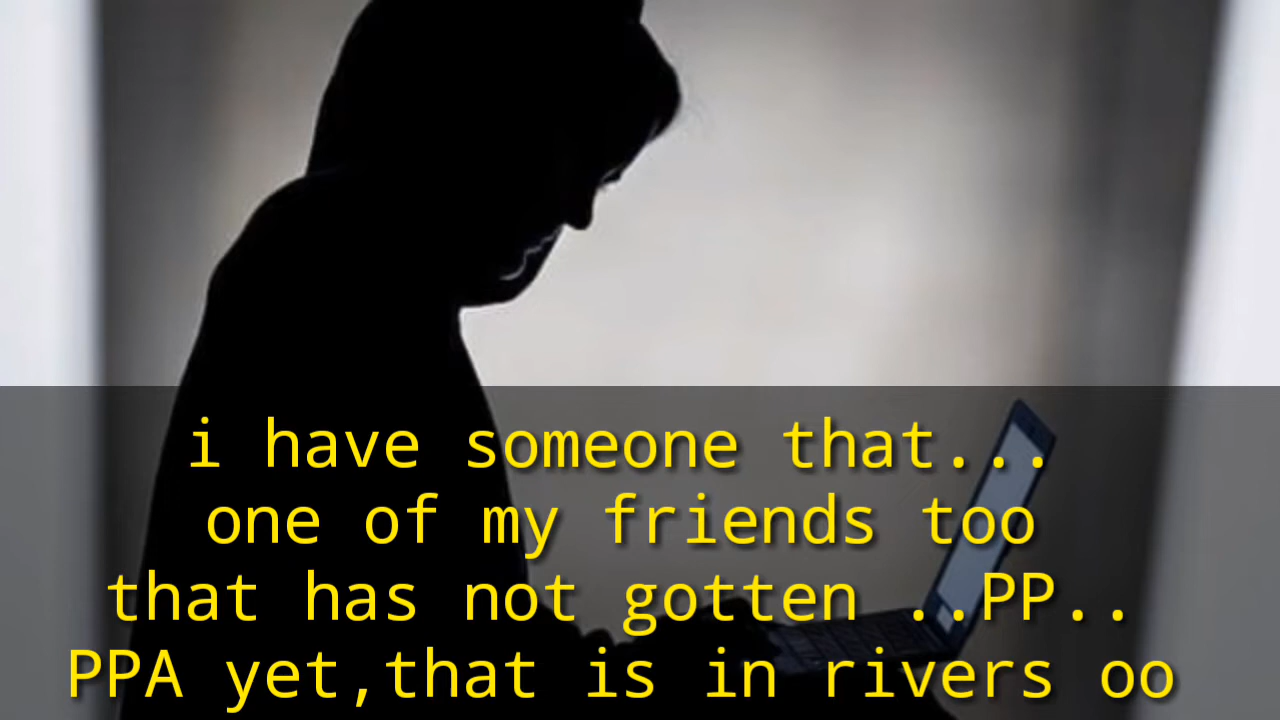 i have someone that...
one of my friends too
that has not gotten ..PP..
PPA yet,that is in rivers oo